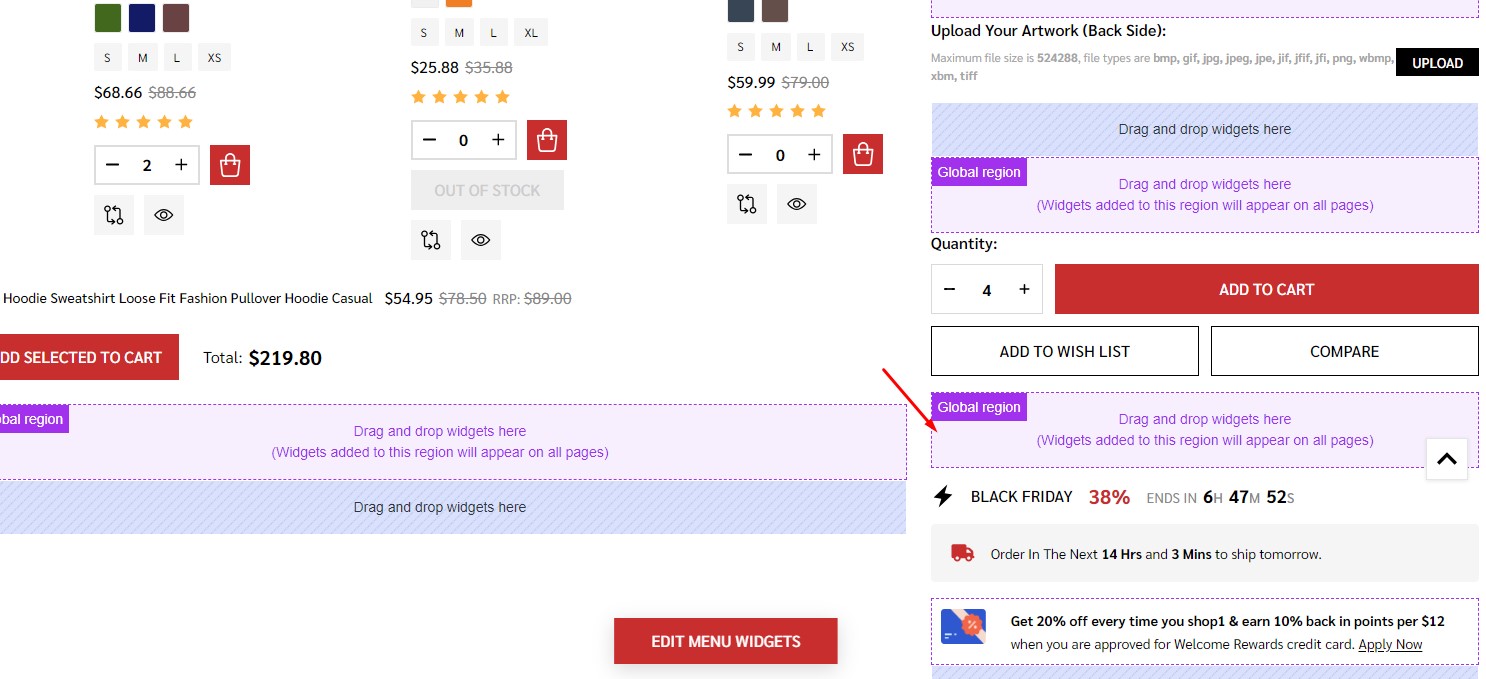 S M L XS
$68.66 $88.66
2
S M L XL
$25.88 $35.88
0
OUT OF STOCK
S M L XS
$59.99 $79.00
0
Hoodie Sweatshirt Loose Fit Fashion Pullover Hoodie Casual $54.95 $78.50 RRP: $89.00
DD SELECTED TO CART Total: $219.80
bal region
Drag and drop widgets here
(Widgets added to this region will appear on all pages)
Drag and drop widgets here
EDIT MENU WIDGETS
Upload Your Artwork (Back Side):
Maximum file size is 524288, file types are bmp, gif, jpg, jpeg, jpe, jif, jfif, jfi, png, wbmp,
xbm, tiff
UPLOAD
Drag and drop widgets here
Global region
Drag and drop widgets here
(Widgets added to this region will appear on all pages)
Quantity:
4
ADD TO CART
ADD TO WISH LIST
COMPARE
Global region
Drag and drop widgets here
(Widgets added to this region will appear on all pages)
BLACK FRIDAY 38% ENDS IN 6H 47M 52S
Order In The Next 14 Hrs and 3 Mins to ship tomorrow.
Get 20% off every time you shop1 & earn 10% back in points per $12
when you are approved for Welcome Rewards credit card. Apply Now